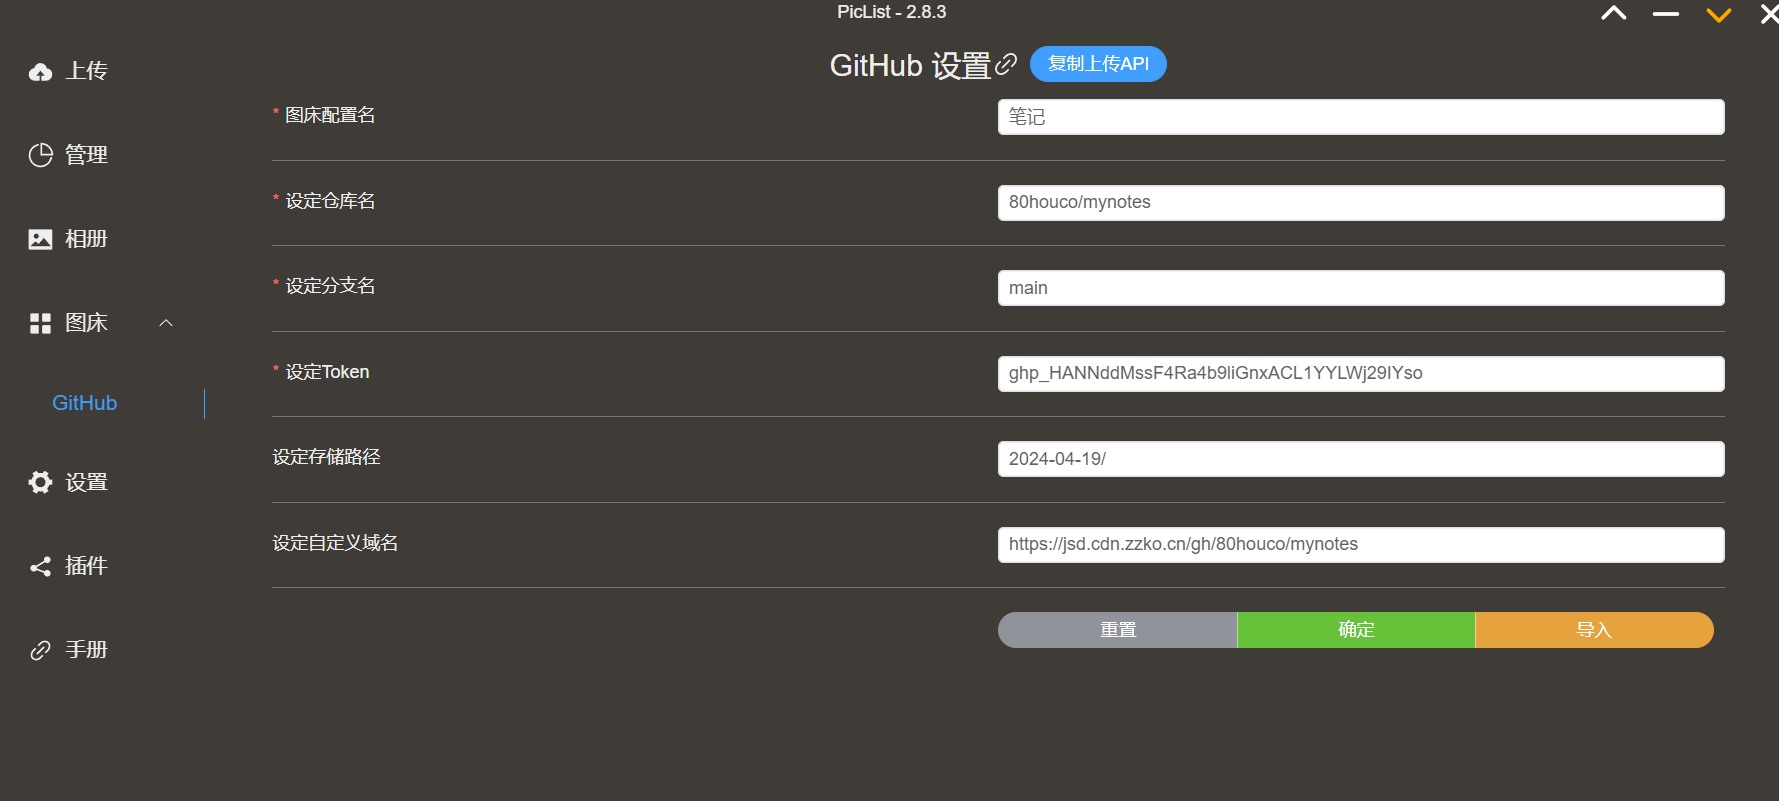 PicList - 2.8.3
上传
管理
相册
图床
GitHub
设置
插件
手册
GitHub 设置
复制上传API
* 图床配置名
笔记
* 设定仓库名
80houco/mynotes
* 设定分支名
main
* 设定Token
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
设定存储路径
2024-04-19/
设定自定义域名
https://jsd.cdn.zzko.cn/gh/80houco/mynotes
重置
确定
导入